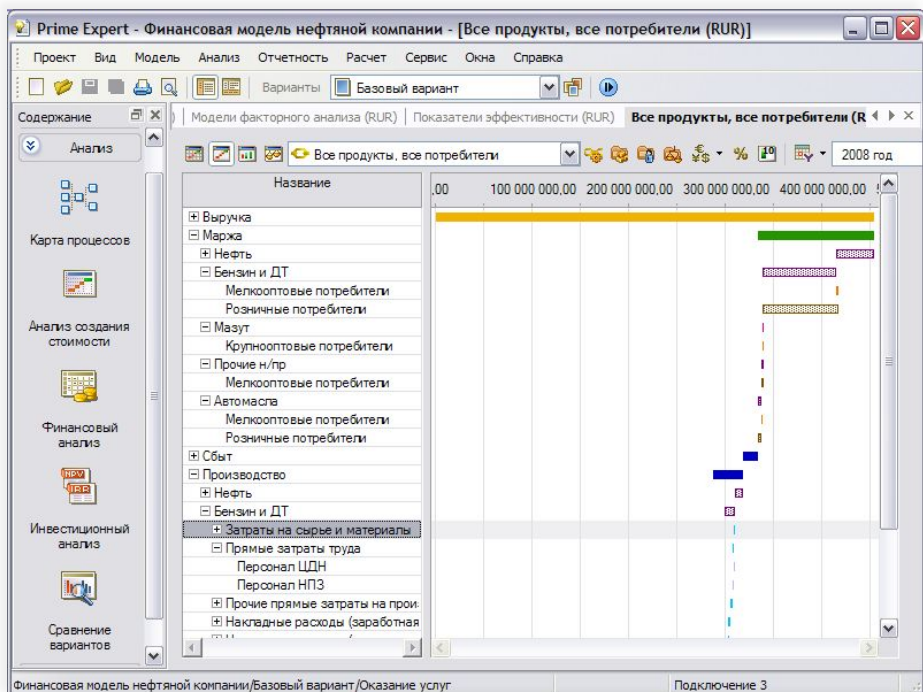 Prime Expert - Финансовая модель нефтяной компании - [Все продукты, все потребители (RUR)]
Проект Вид Модель Анализ Отчетность Расчет Сервис Окна Справка
Варианты Базовый вариант
Содержание
) Модели факторного анализа (RUR) Показатели эффективности (RUR) Все продукты, все потребители (R
Анализ
Все продукты, все потребители
2008 год
Карта процессов
Анализ создания
стоимости
Финансовый
анализ
NPV
IRR
Инвестиционный
анализ
Сравнение
вариантов
Название
,00 100 000 000,00 200 000 000,00 300 000 000,00 400 000 000,00
Выручка
Маржа
Нефть
Бензин и ДТ
Мелкооптовые потребители
Розничные потребители
Мазут
Крупнооптовые потребители
Прочие н/пр
Мелкооптовые потребители
Автомасла
Мелкооптовые потребители
Розничные потребители
Сбыт
Производство
Нефть
Бензин и ДТ
Затраты на сырье и материалы
Прямые затраты труда
Персонал ЦДН
Персонал НПЗ
Прочие прямые затраты на прои
Накладные расходы (заработная
Финансовая модель нефтяной компании/Базовый вариант/Оказание услуг
Подключение 3